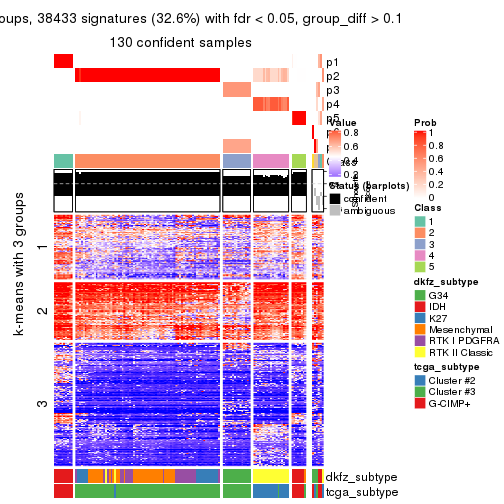 oups, 38433 signatures (32.6%) with fdr < 0.05, group_diff > 0.1
130 confident samples
p1
p2
p3
p4
p5
k-means with 3 groups
1
2
3
Value
0.8
0.6
0.4
0.2
Status (barplots)
confident
ambiguous
Prob
1
0.8
0.6
0.4
0.2
0
Class
1
2
3
4
5
dkfz_subtype
G34
IDH
K27
Mesenchymal
RTK I PDGFRA
RTK II Classic
tcga_subtype
Cluster #2
Cluster #3
G-CIMP+
dkfz_subtype
tcga_subtype